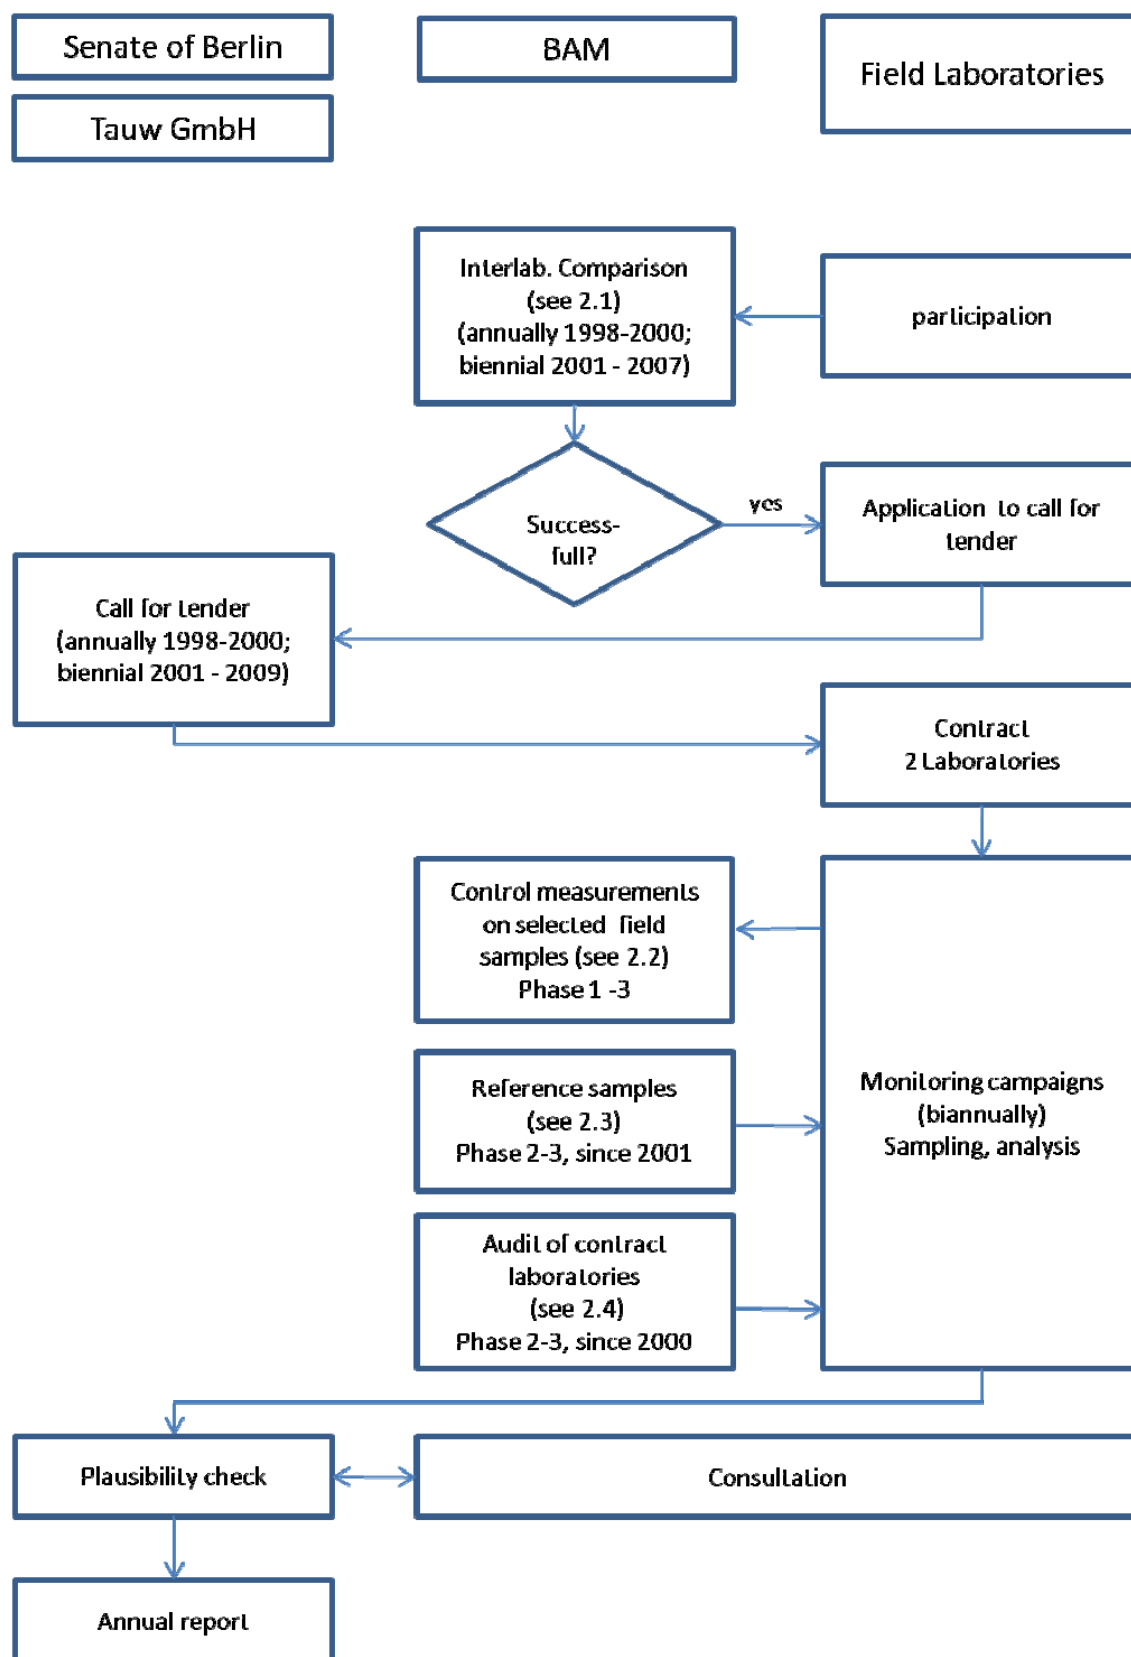 Senate of Berlin
BAM
Field Laboratories
Tauw GmbH
Interlab. Comparison
(see 2.1)
(annually 1998-2000;
biennial 2001 - 2007)
participation
Success-
full?
yes
Application to call for
tender
Call for tender
(annually 1998-2000;
biennial 2001 - 2009)
Contract
2 Laboratories
Control measurements
on selected field
samples (see 2.2)
Phase 1 -3
Reference samples
(see 2.3)
Phase 2-3, since 2001
Monitoring campaigns
(biannually)
Sampling, analysis
Audit of contract
laboratories
(see 2.4)
Phase 2-3, since 2000
Plausibility check
Consultation
Annual report